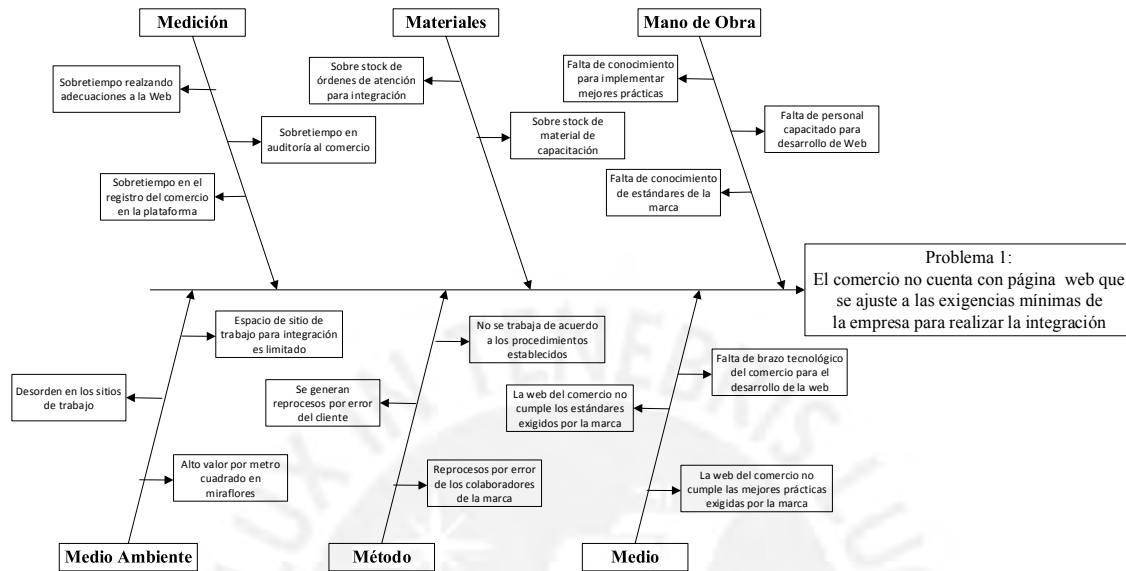 Medición
Materiales
Mano de Obra
Sobretiempo realzando
adecuaciones a la Web
Sobretiempo en
auditoría al comercio
Sobretiempo en el
registro del comercio
en la plataforma
Sobre stock de
órdenes de atención
para integración
Sobre stock de
material de
capacitación
Falta de conocimiento
para implementar
mejores prácticas
Falta de personal
capacitado para
desarrollo de Web
Falta de conocimiento
de estándares de la
marca
Problema 1:
El comercio no cuenta con página web que
se ajuste a las exigencias mínimas de
la empresa para realizar la integración
Espacio de sitio de
trabajo para integración
es limitado
Desorden en los sitios
de trabajo
Alto valor por metro
cuadrado en
miraflores
No se trabaja de acuerdo
a los procedimientos
establecidos
Se generan
reprocesos por error
del cliente
Reprocesos por error
de los colaboradores
de la marca
Falta de brazo tecnológico
del comercio para el
desarrollo de la web
La web del comercio no
cumple los estándares
exigidos por la marca
La web del comercio no
cumple las mejores prácticas
exigidas por la marca
Medio Ambiente
Método
Medio
UX IN TENEBRIS LU